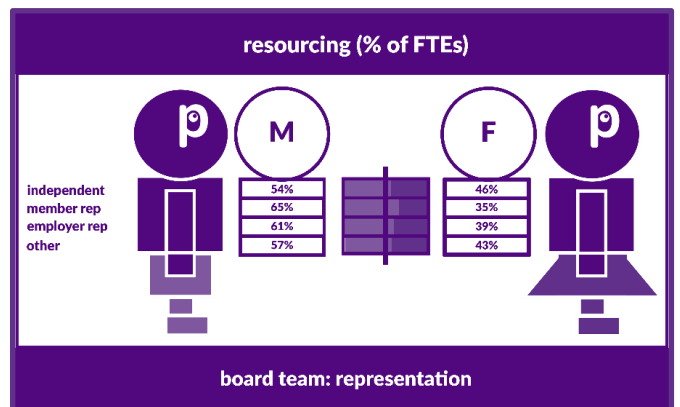 resourcing (% of FTEs)
p M F p
independent 54% 46%
member rep 65% 35%
employer rep 61% 39%
other 57% 43%
board team: representation